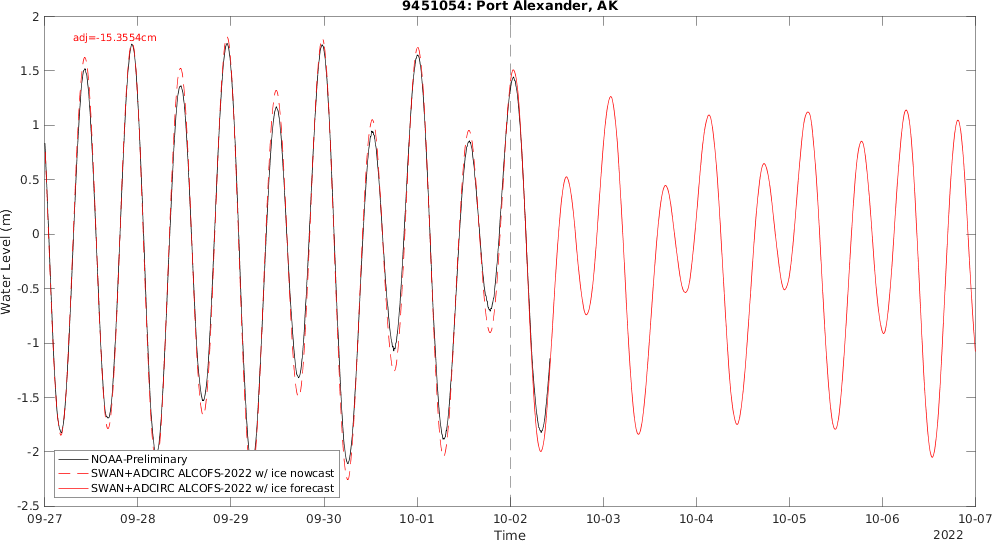 9451054: Port Alexander, AK
adj=-15.3554cm
Water Level (m)
2
1.5
1
0.5
0
-0.5
-1
-1.5
-2
-2.5
NOAA-Preliminary
SWAN+ADCIRC ALCOFS-2022 w/ ice nowcast
SWAN+ADCIRC ALCOFS-2022 w/ ice forecast
09-27 09-28 09-29 09-30 10-01 10-02 10-03 10-04 10-05 10-06 10-07
Time
2022